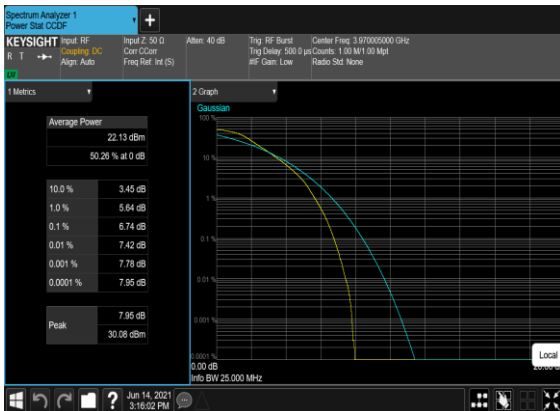 Spectrum Analyzer 1
Power Stat CCDF
KEYSIGHT
R T
LXI
Input: RF
Coupling: DC
Align: Auto
Input Z: 50 Ω
Corr CCorr
Freq Ref: Int (S)
Atten: 40 dB
Trig: RF Burst
Trig Delay: 500.0 µs
#IF Gain: Low
Center Freq: 3.970005000 GHz
Counts: 1.00 M/1.00 Mpt
Radio Std: None
1 Metrics
Average Power
22.13 dBm
50.26 % at 0 dB
10.0 % 3.45 dB
1.0 % 5.64 dB
0.1 % 6.74 dB
0.01 % 7.42 dB
0.001 % 7.78 dB
0.0001 % 7.95 dB
Peak
7.95 dB
30.08 dBm
2 Graph
Gaussian
100 %
10 %
1 %
0.1 %
0.01 %
0.001 %
0.0001 %
0.00 dB
Info BW 25.000 MHz
Local
Jun 14, 2021
3:16:02 PM